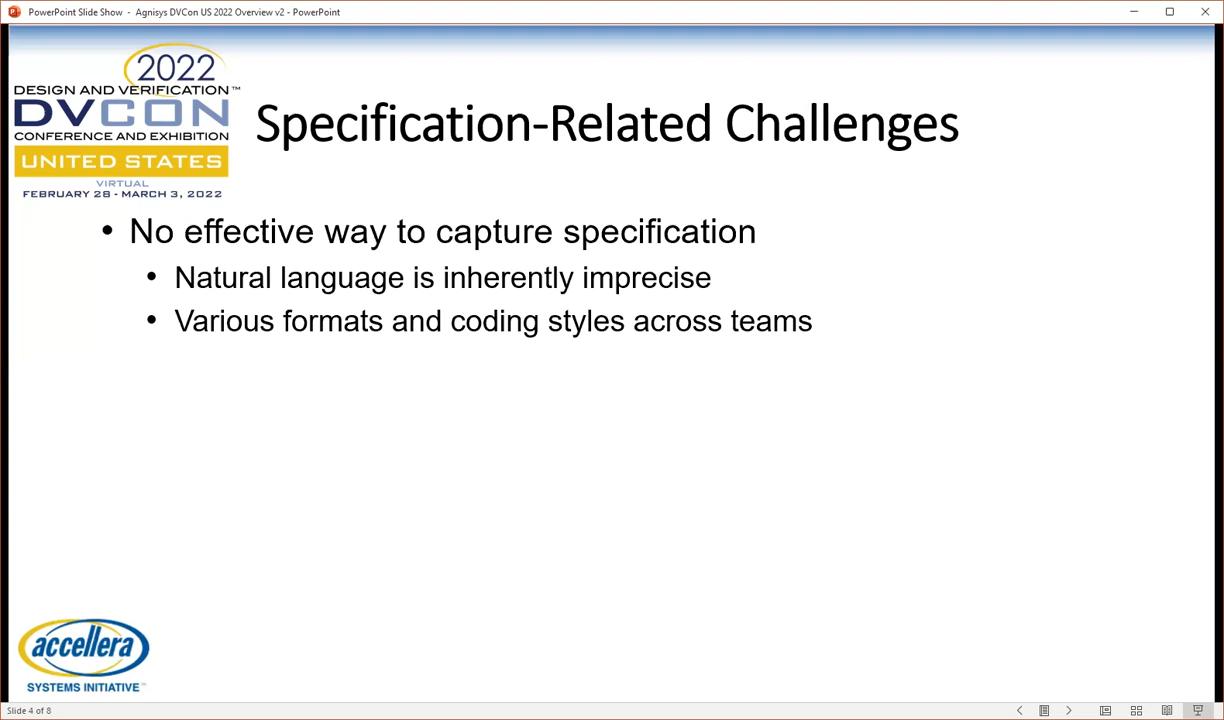 PowerPoint Slide Show - Agnisys DVCon US 2022 Overview v2 - PowerPoint
2022
DESIGN AND VERIFICATION™
DVCON
CONFERENCE AND EXHIBITION
UNITED STATES
VIRTUAL
FEBRUARY 28 - MARCH 3, 2022
Specification-Related Challenges
• No effective way to capture specification
• Natural language is inherently imprecise
• Various formats and coding styles across teams
accellera
SYSTEMS INITIATIVE™
Slide 4 of 8